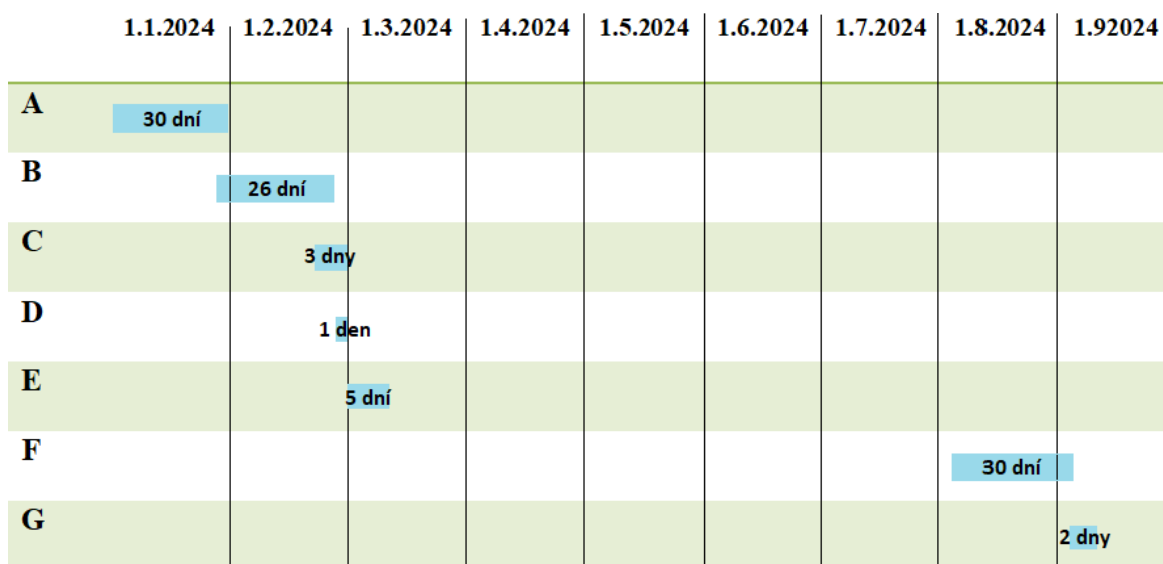 1.1.2024 1.2.2024 1.3.2024 1.4.2024 1.5.2024 1.6.2024 1.7.2024 1.8.2024 1.92024
A
30 dní
B
26 dní
C
3 dny
D
1 den
E
5 dní
F
30 dní
G
2 dny